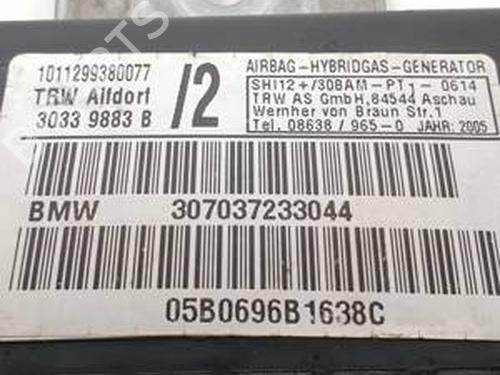 1011299380077
TRW Alfdorf
3033 9883 B
/2
AIRBAG-HYBRIDGAS-GENERATOR
SHI12+/30BAM-PT1-0614
TRW AS GmbH,84544 Aschau
Wernher von Braun Str.1
Tel. 08638/965-0 JAHR:2005
BMW 307037233044
05B0696B1638C